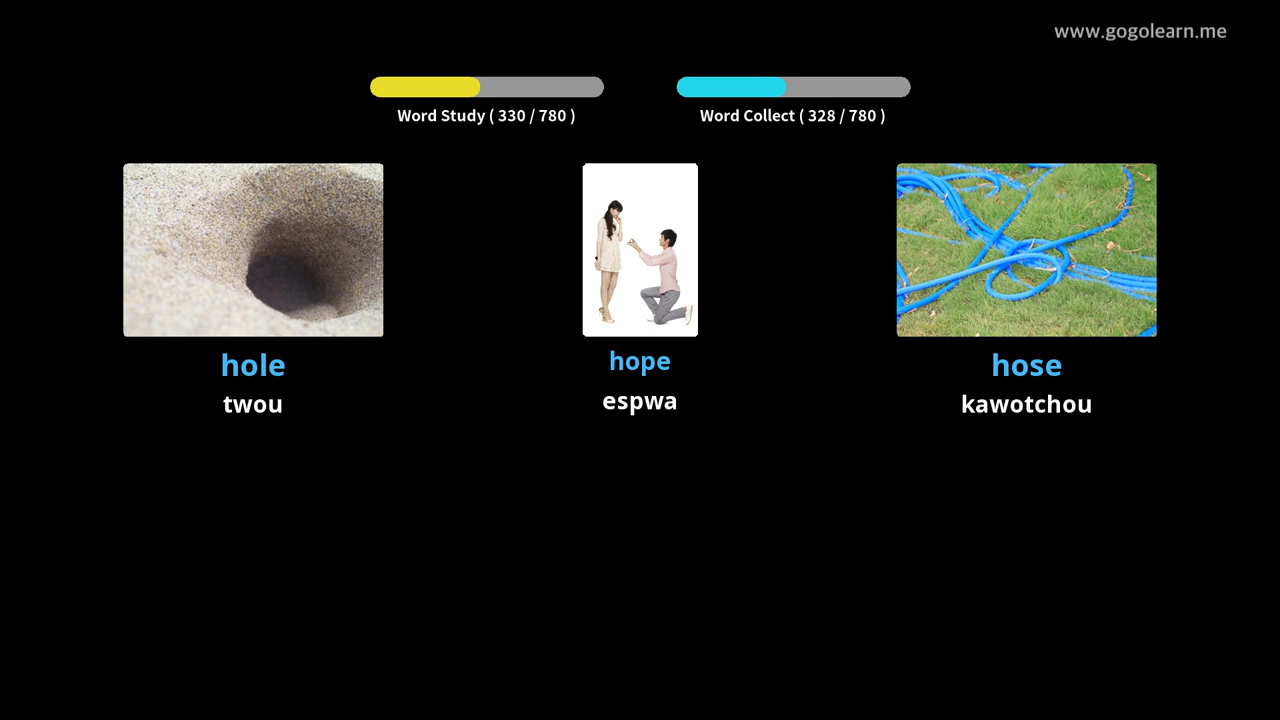 www.gogolearn.me
Word Study ( 330 / 780 )
Word Collect ( 328 / 780 )
hole
twou
hope
espwa
hose
kawotchou